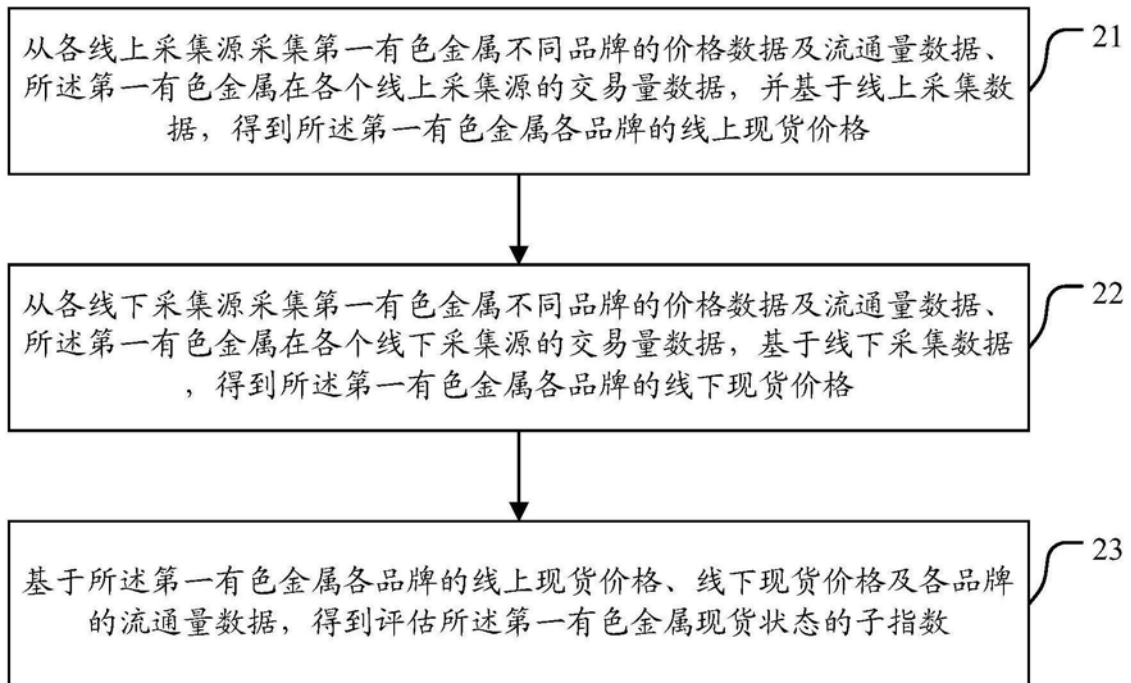 从各线上采集源采集第一有色金属不同品牌的价格数据及流通量数据、
所述第一有色金属在各个线上采集源的交易量数据，并基于线上采集数
据，得到所述第一有色金属各品牌的线上现货价格
21
从各线下采集源采集第一有色金属不同品牌的价格数据及流通量数据、
所述第一有色金属在各个线下采集源的交易量数据，基于线下采集数据
，得到所述第一有色金属各品牌的线下现货价格
22
基于所述第一有色金属各品牌的线上现货价格、线下现货价格及各品牌
的流通量数据，得到评估所述第一有色金属现货状态的子指数
23